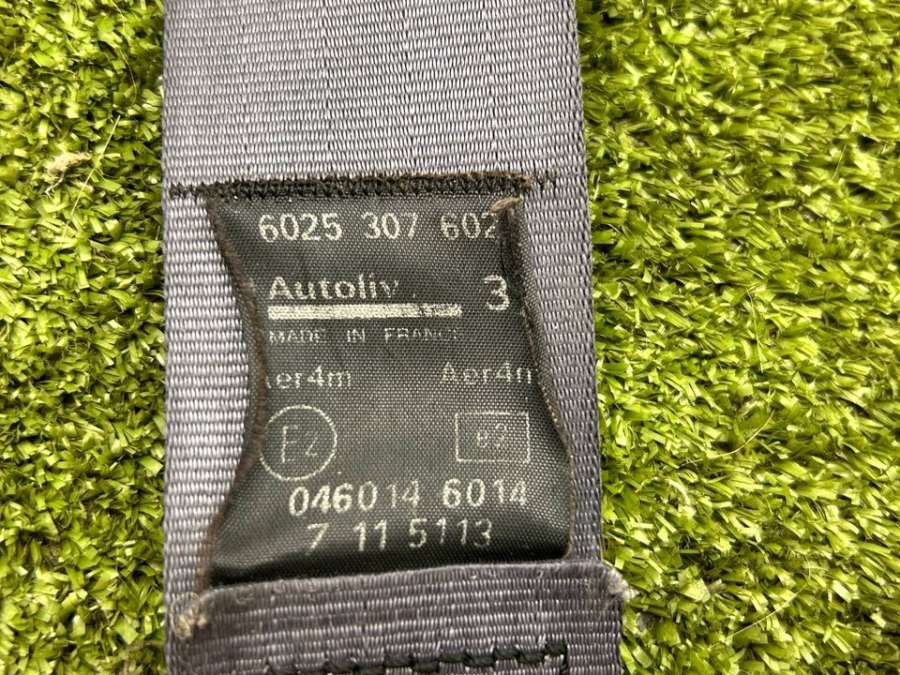 6025 307 602
Autoliv 3
MADE IN FRANCE
Aer4m Aer4m
E2 e2
046014 6014
7 11 5113